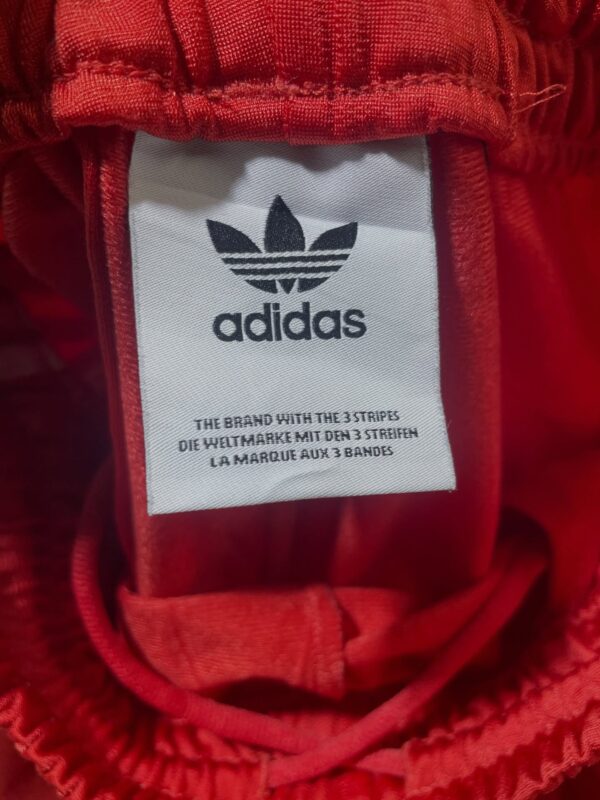 adidas
THE BRAND WITH THE 3 STRIPES
DIE WELTMARKE MIT DEN 3 STREIFEN
LA MARQUE AUX 3 BANDES